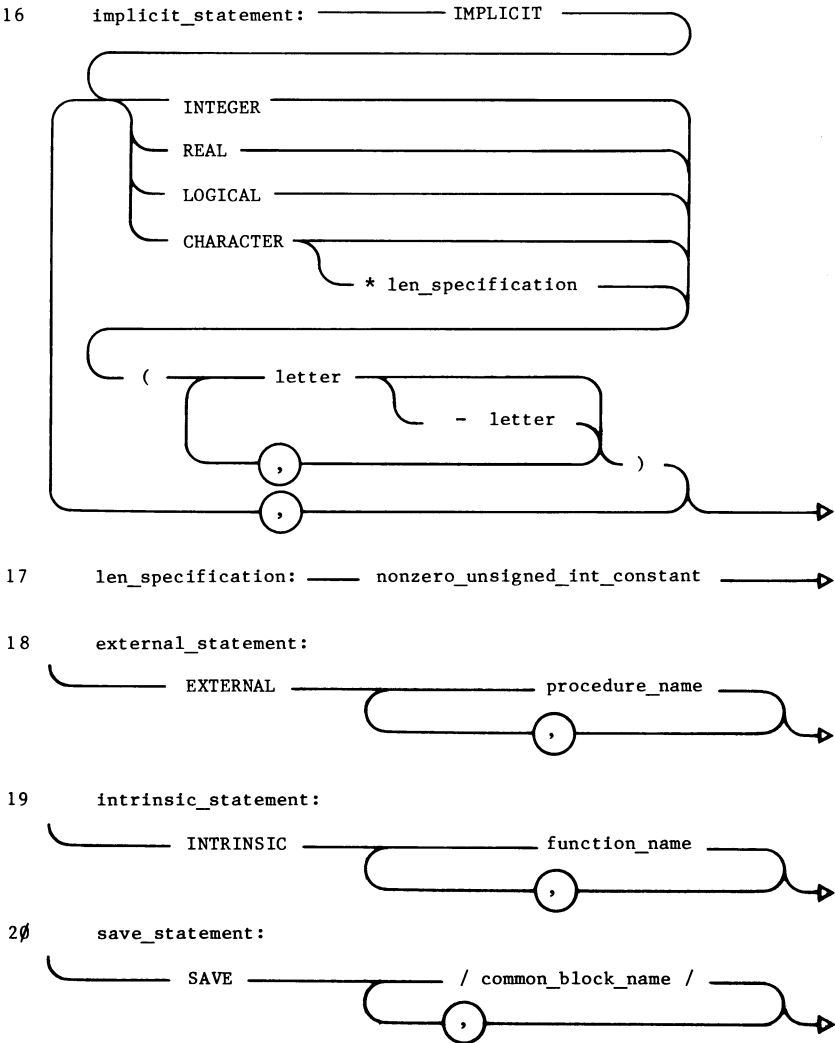 16 implicit_statement: IMPLICIT
INTEGER
REAL
LOGICAL
CHARACTER
* len_specification
( letter
- letter
, )
,
17 len_specification: nonzero_unsigned_int_constant
18 external_statement:
EXTERNAL procedure_name
,
19 intrinsic_statement:
INTRINSIC function_name
,
2Ø save_statement:
SAVE / common_block_name /
,